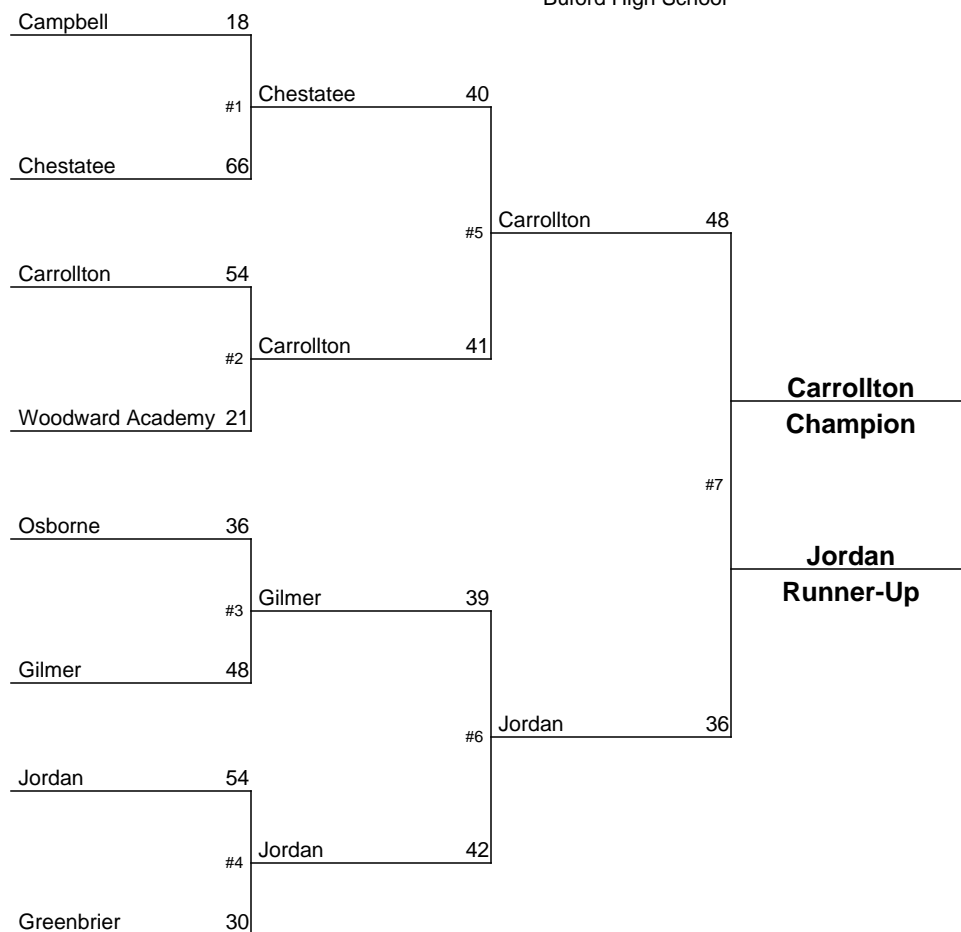 Buford High School
Campbell 18
#1 Chestatee 40
Chestatee 66
#5 Carrollton 48
Carrollton 54
#2 Carrollton 41
Carrollton
Woodward Academy 21
Champion
#7
Osborne 36
Jordan
Runner-Up
#3 Gilmer 39
Gilmer 48
#6 Jordan 36
Jordan 54
#4 Jordan 42
Greenbrier 30